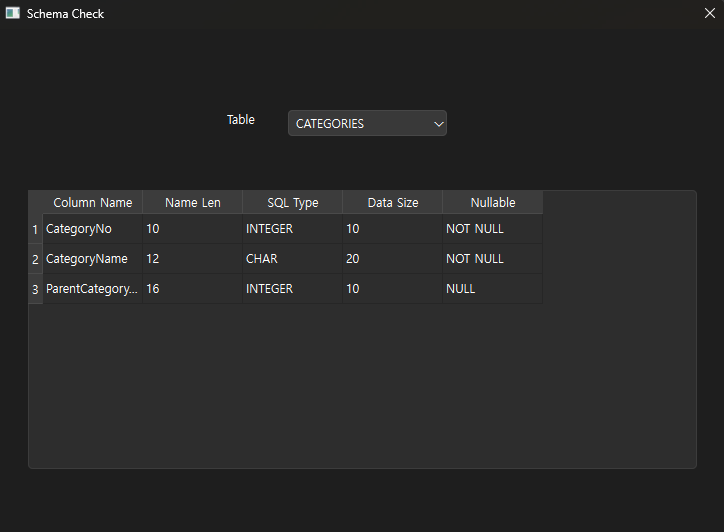 Schema Check
Table CATEGORIES
Column Name Name Len SQL Type Data Size Nullable
1 CategoryNo 10 INTEGER 10 NOT NULL
2 CategoryName 12 CHAR 20 NOT NULL
3 ParentCategory... 16 INTEGER 10 NULL